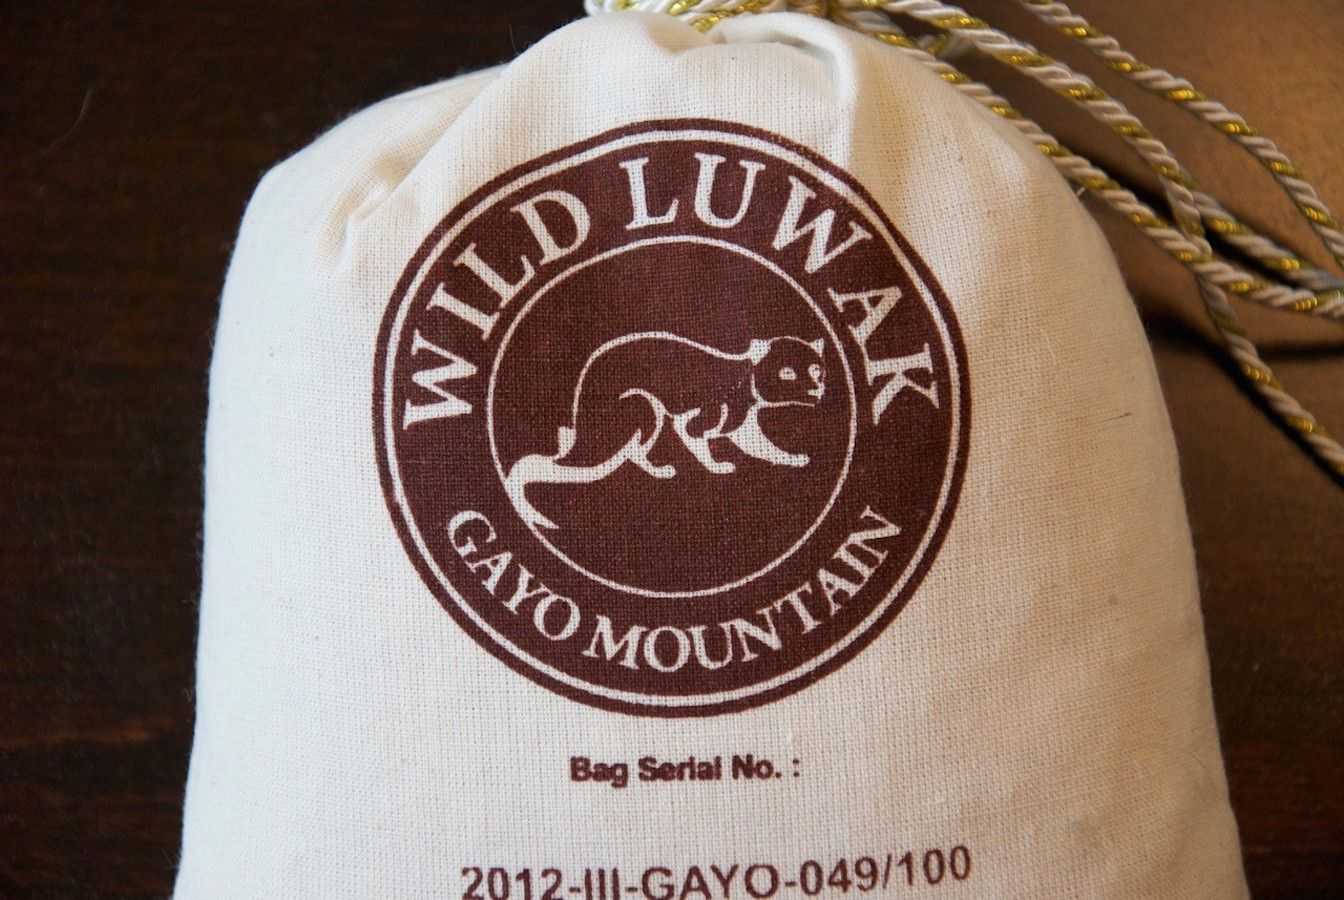 WILD LUWAK
GAYO MOUNTAIN
Bag Serial No. :
2012-III-GAYO-049/100